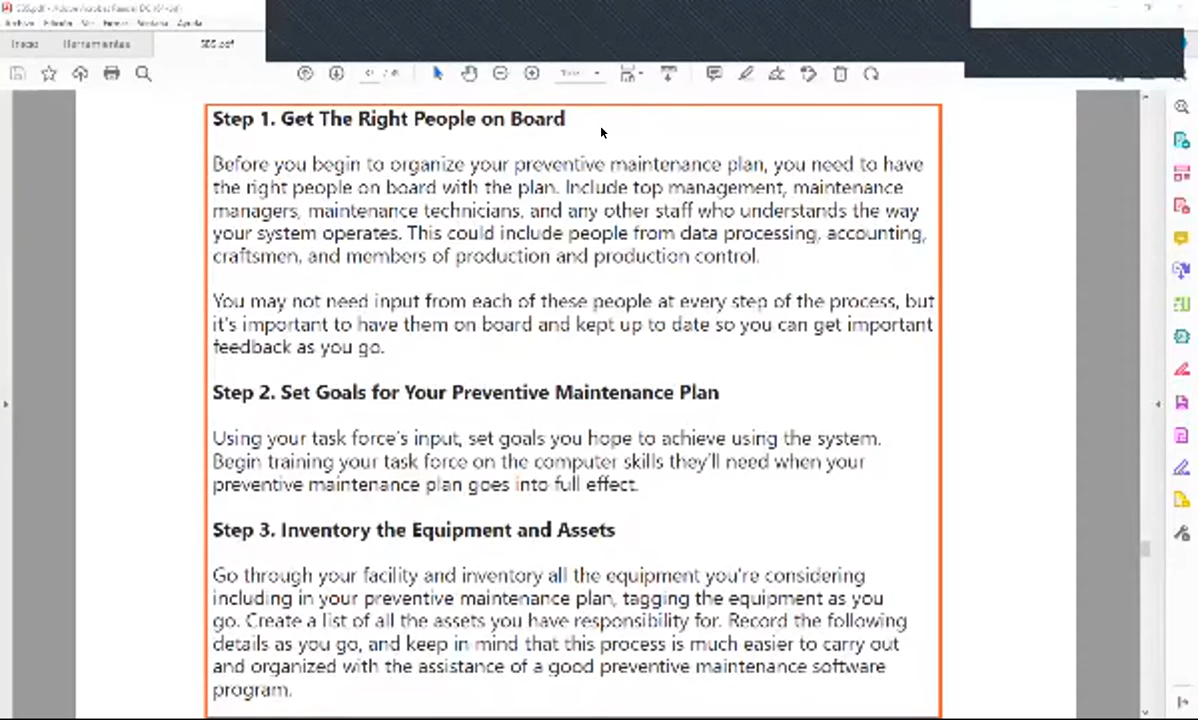 Inicio
Herramientas
Step 1. Get The Right People on Board
Before you begin to organize your preventive maintenance plan, you need to have
the right people on board with the plan. Include top management, maintenance
managers, maintenance technicians, and any other staff who understands the way
your system operates. This could include people from data processing, accounting,
craftsmen, and members of production and production control.
You may not need input from each of these people at every step of the process, but
it's important to have them on board and kept up to date so you can get important
feedback as you go.
Step 2. Set Goals for Your Preventive Maintenance Plan
Using your task force's input, set goals you hope to achieve using the system.
Begin training your task force on the computer skills they'll need when your
preventive maintenance plan goes into full effect.
Step 3. Inventory the Equipment and Assets
Go through your facility and inventory all the equipment you're considering
including in your preventive maintenance plan, tagging the equipment as you
go. Create a list of all the assets you have responsibility for. Record the following
details as you go, and keep in mind that this process is much easier to carry out
and organized with the assistance of a good preventive maintenance software
program.